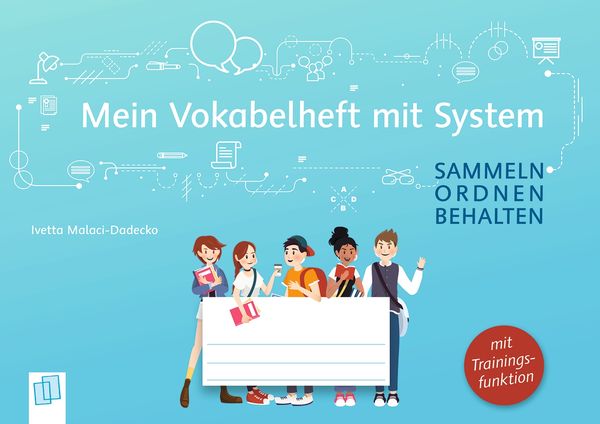 Mein Vokabelheft mit System
SAMMELN
ORDNEN
BEHALTEN
Ivetta Malaci-Dadecko
A
C D
B
mit
Trainings-
funktion